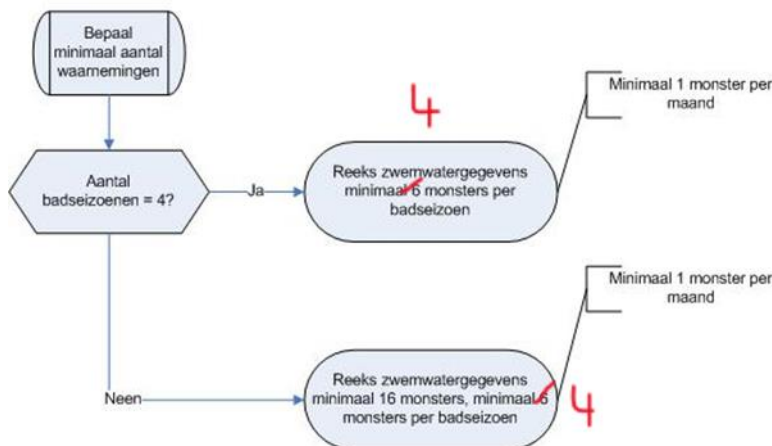 Bepaal
minimaal aantal
waarnemingen
Aantal
badseizoenen = 4?
Ja
4
Reeks zwemwatergegevens
minimaal 6 monsters per
badseizoen
Minimaal 1 monster per
maand
Neen
Reeks zwemwatergegevens
minimaal 16 monsters, minimaal 6
monsters per badseizoen
4
Minimaal 1 monster per
maand